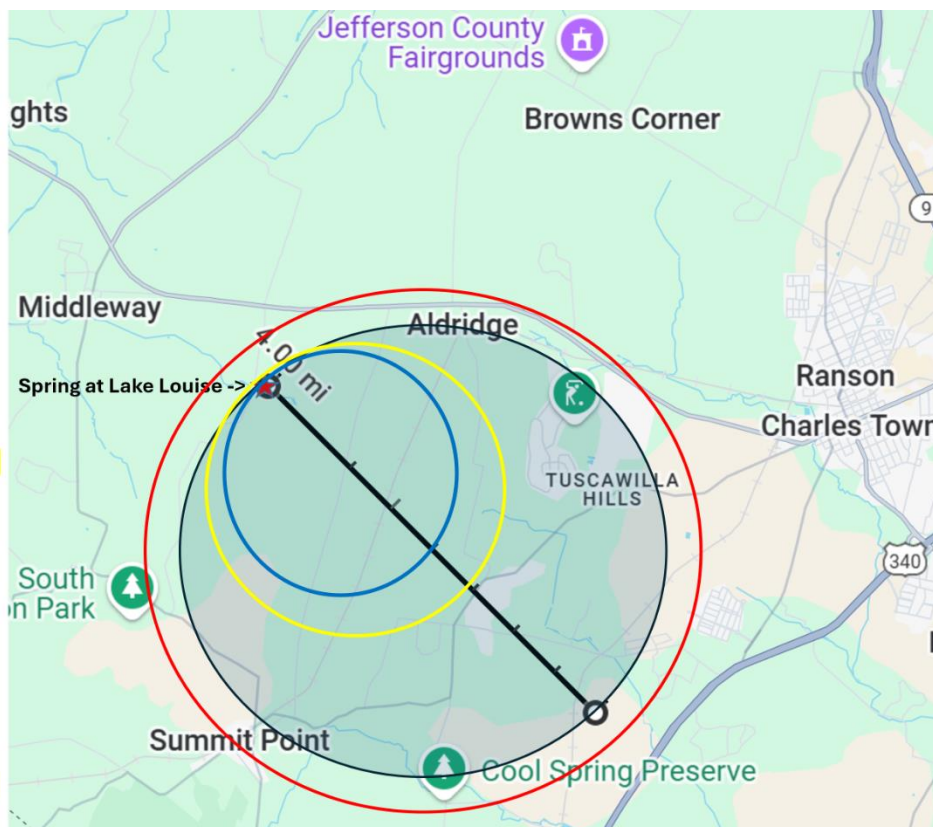 Jefferson County
Fairgrounds
ghts
Browns Corner
9
Middleway
Aldridge
4.00 mi
Spring at Lake Louise ->
Ranson
Charles Town
TUSCAWILLA
HILLS
340
South
on Park
Summit Point
Cool Spring Preserve